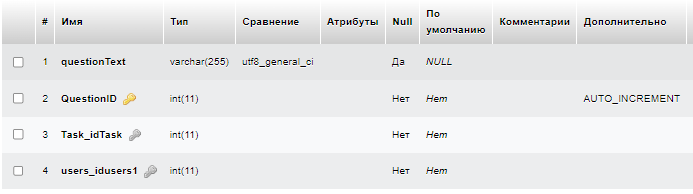 # Имя Тип Сравнение Атрибуты Null По умолчанию Комментарии Дополнительно
1 questionText varchar(255) utf8_general_ci Да NULL
2 QuestionID int(11) Нет Нет AUTO_INCREMENT
3 Task_idTask int(11) Нет Нет
4 users_idusers1 int(11) Нет Нет